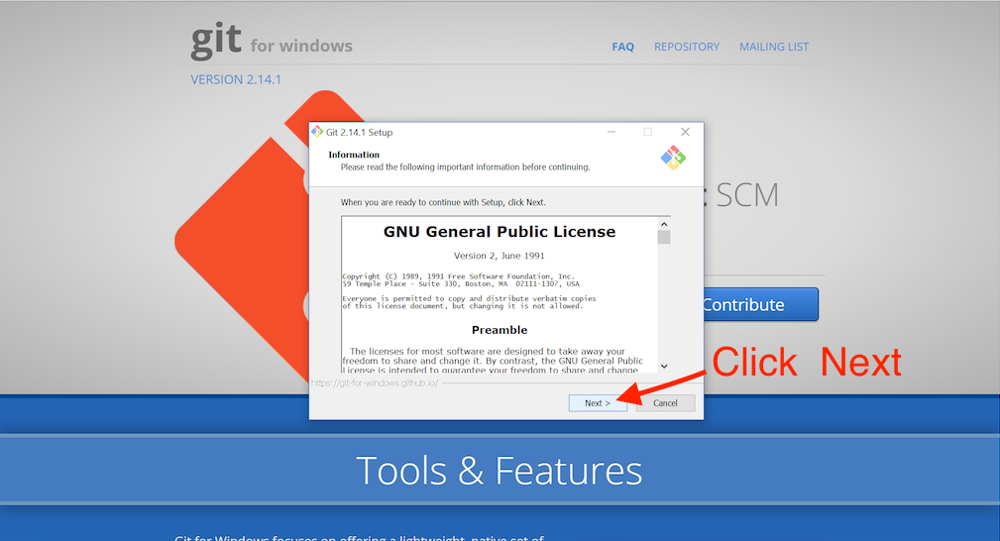 git for windows
FAQ REPOSITORY MAILING LIST
VERSION 2.14.1
Git 2.14.1 Setup
Information
Please read the following important information before continuing.
SCM
When you are ready to continue with Setup, click Next.
GNU General Public License
Version 2, June 1991
Copyright (C) 1989, 1991 Free Software Foundation, Inc.
59 Temple Place - Suite 330, Boston, MA 02111-1307, USA
Everyone is permitted to copy and distribute verbatim copies
of this license document, but changing it is not allowed.
Contribute
Preamble
The licenses for most software are designed to take away your
freedom to share and change it. By contrast, the GNU General Public
License is intended to guarantee your freedom to share and change
https://git-for-windows.github.io/
Click Next
Next >
Cancel
Tools & Features
Git for Windows focuses on offering a lightweight, native set of